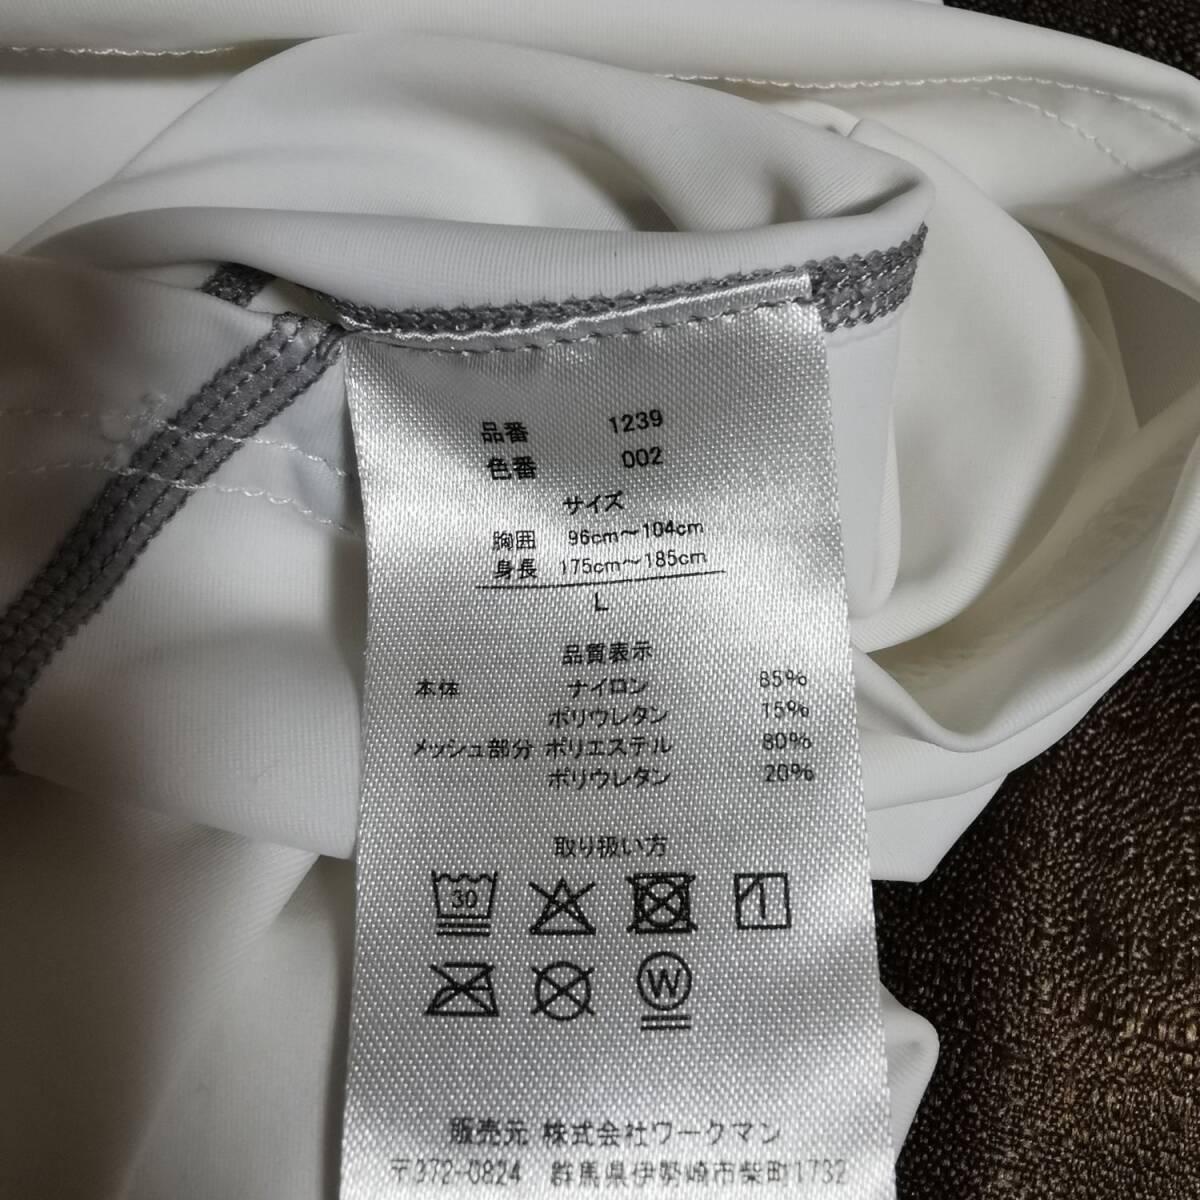 品番 1239
色番 002
サイズ
胸囲 96cm～104cm
身長 175cm～185cm
L
品質表示
本体 ナイロン 85%
ポリウレタン 15%
メッシュ部分 ポリエステル 80%
ポリウレタン 20%
取り扱い方
30
W
販売元 株式会社ワークマン
〒372-0824 群馬県伊勢崎市柴町1732